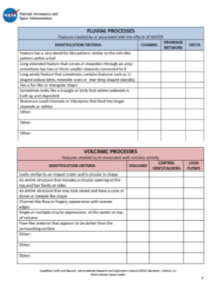 National Aeronautics and
Space Administration
FLUVIAL PROCESSES
Features created by or associated with the effects of WATER
IDENTIFICATION CRITERIA
CHANNEL
DRAINAGE
NETWORK
DELTA
Feature has a very dendritic-like pattern, similar to the vein-like
pattern within a leaf
Long extended feature that curves or meanders through an area;
sometimes has two or three smaller channels connected to it
Long windy feature that sometimes contains features such as U-
shaped oxbow lakes, meander scars or tear drop shaped island(s)
Has a fan-like or triangular shape
Sometimes looks like a triangle or birds foot where sediment is
built up and deposited
Numerous small channels or tributaries that feed into larger
channels or valleys
Other:
Other:
Other:
VOLCANIC PROCESSES
Features created by or associated with volcanic activity
IDENTIFICATION CRITERIA
VOLCANO
CENTRAL
VENT/CALDERA
LAVA
FLOWS
Looks similar to an impact crater and is circular in shape
An entire structure that includes a circular opening at the
top and has flanks or sides
An entire structure that may look raised and have a cone or
dome or steeple-like shape
Channel-like flow or fingery appearance with uneven
edges
Single or multiple circular depressions at the center or top
of volcano
Flow-like material that appears to be darker than the
surrounding surface
Other:
Other:
Other: